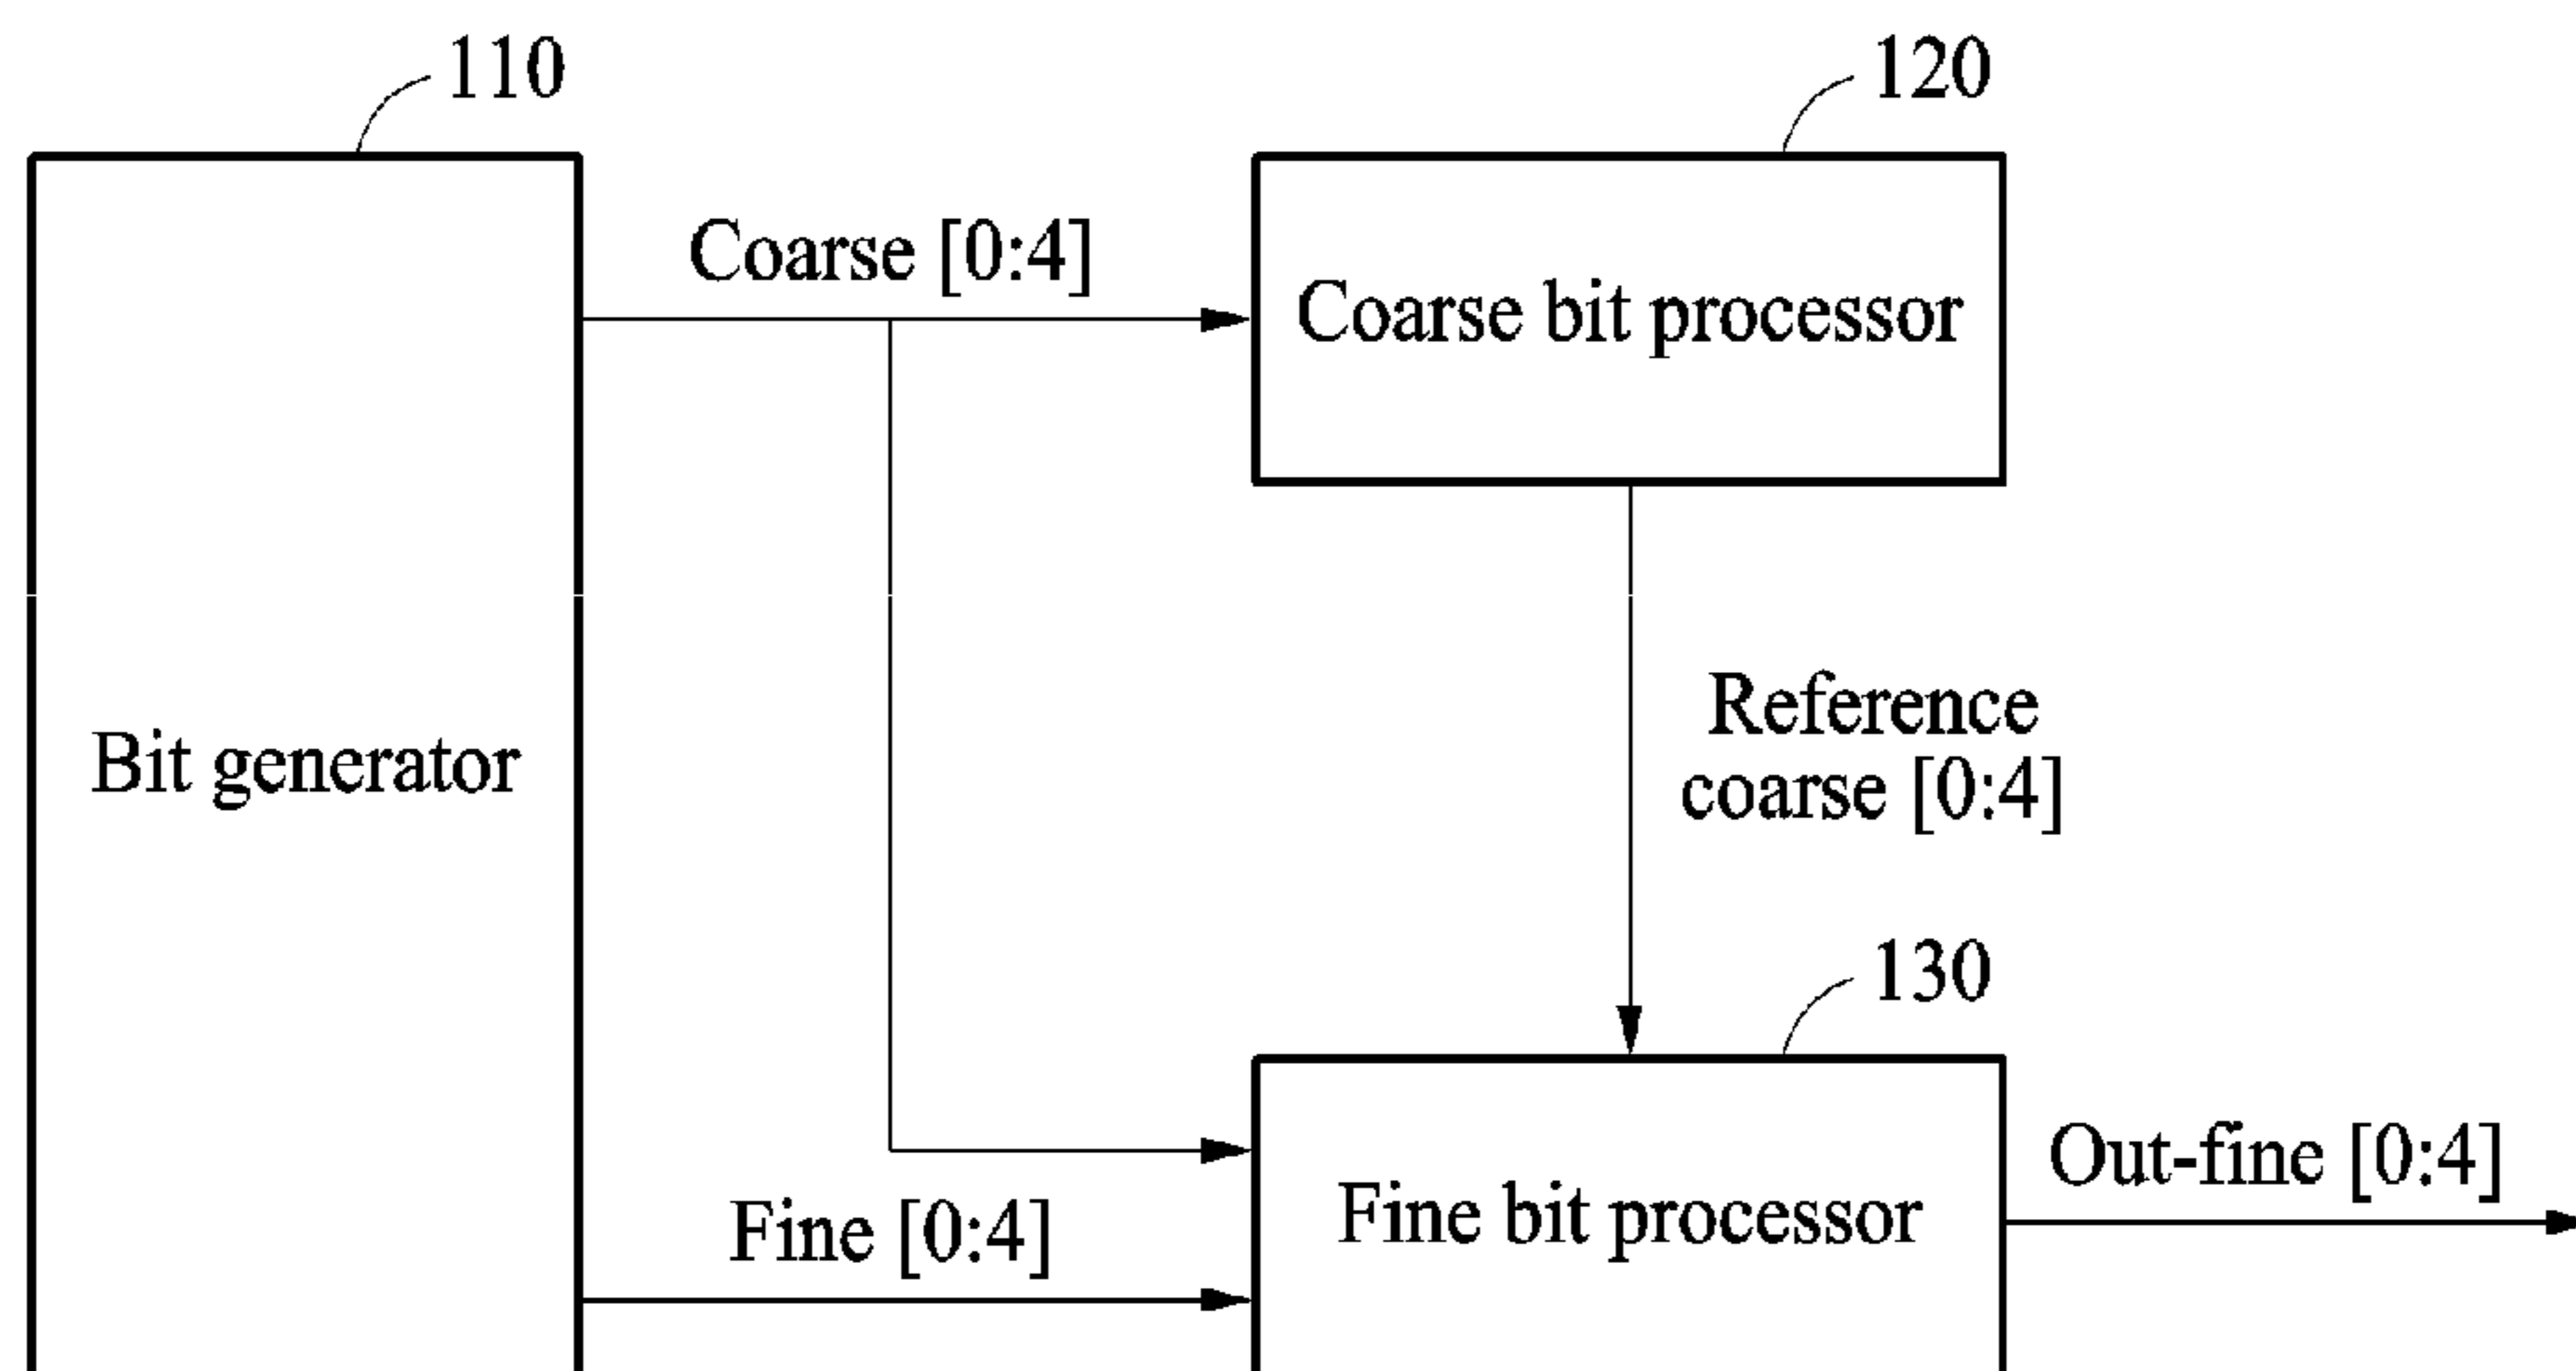 110
120
Coarse [0:4]
Coarse bit processor
Reference
coarse [0:4]
Bit generator
130
Out-fine [0:4]
Fine [0:4]
Fine bit processor